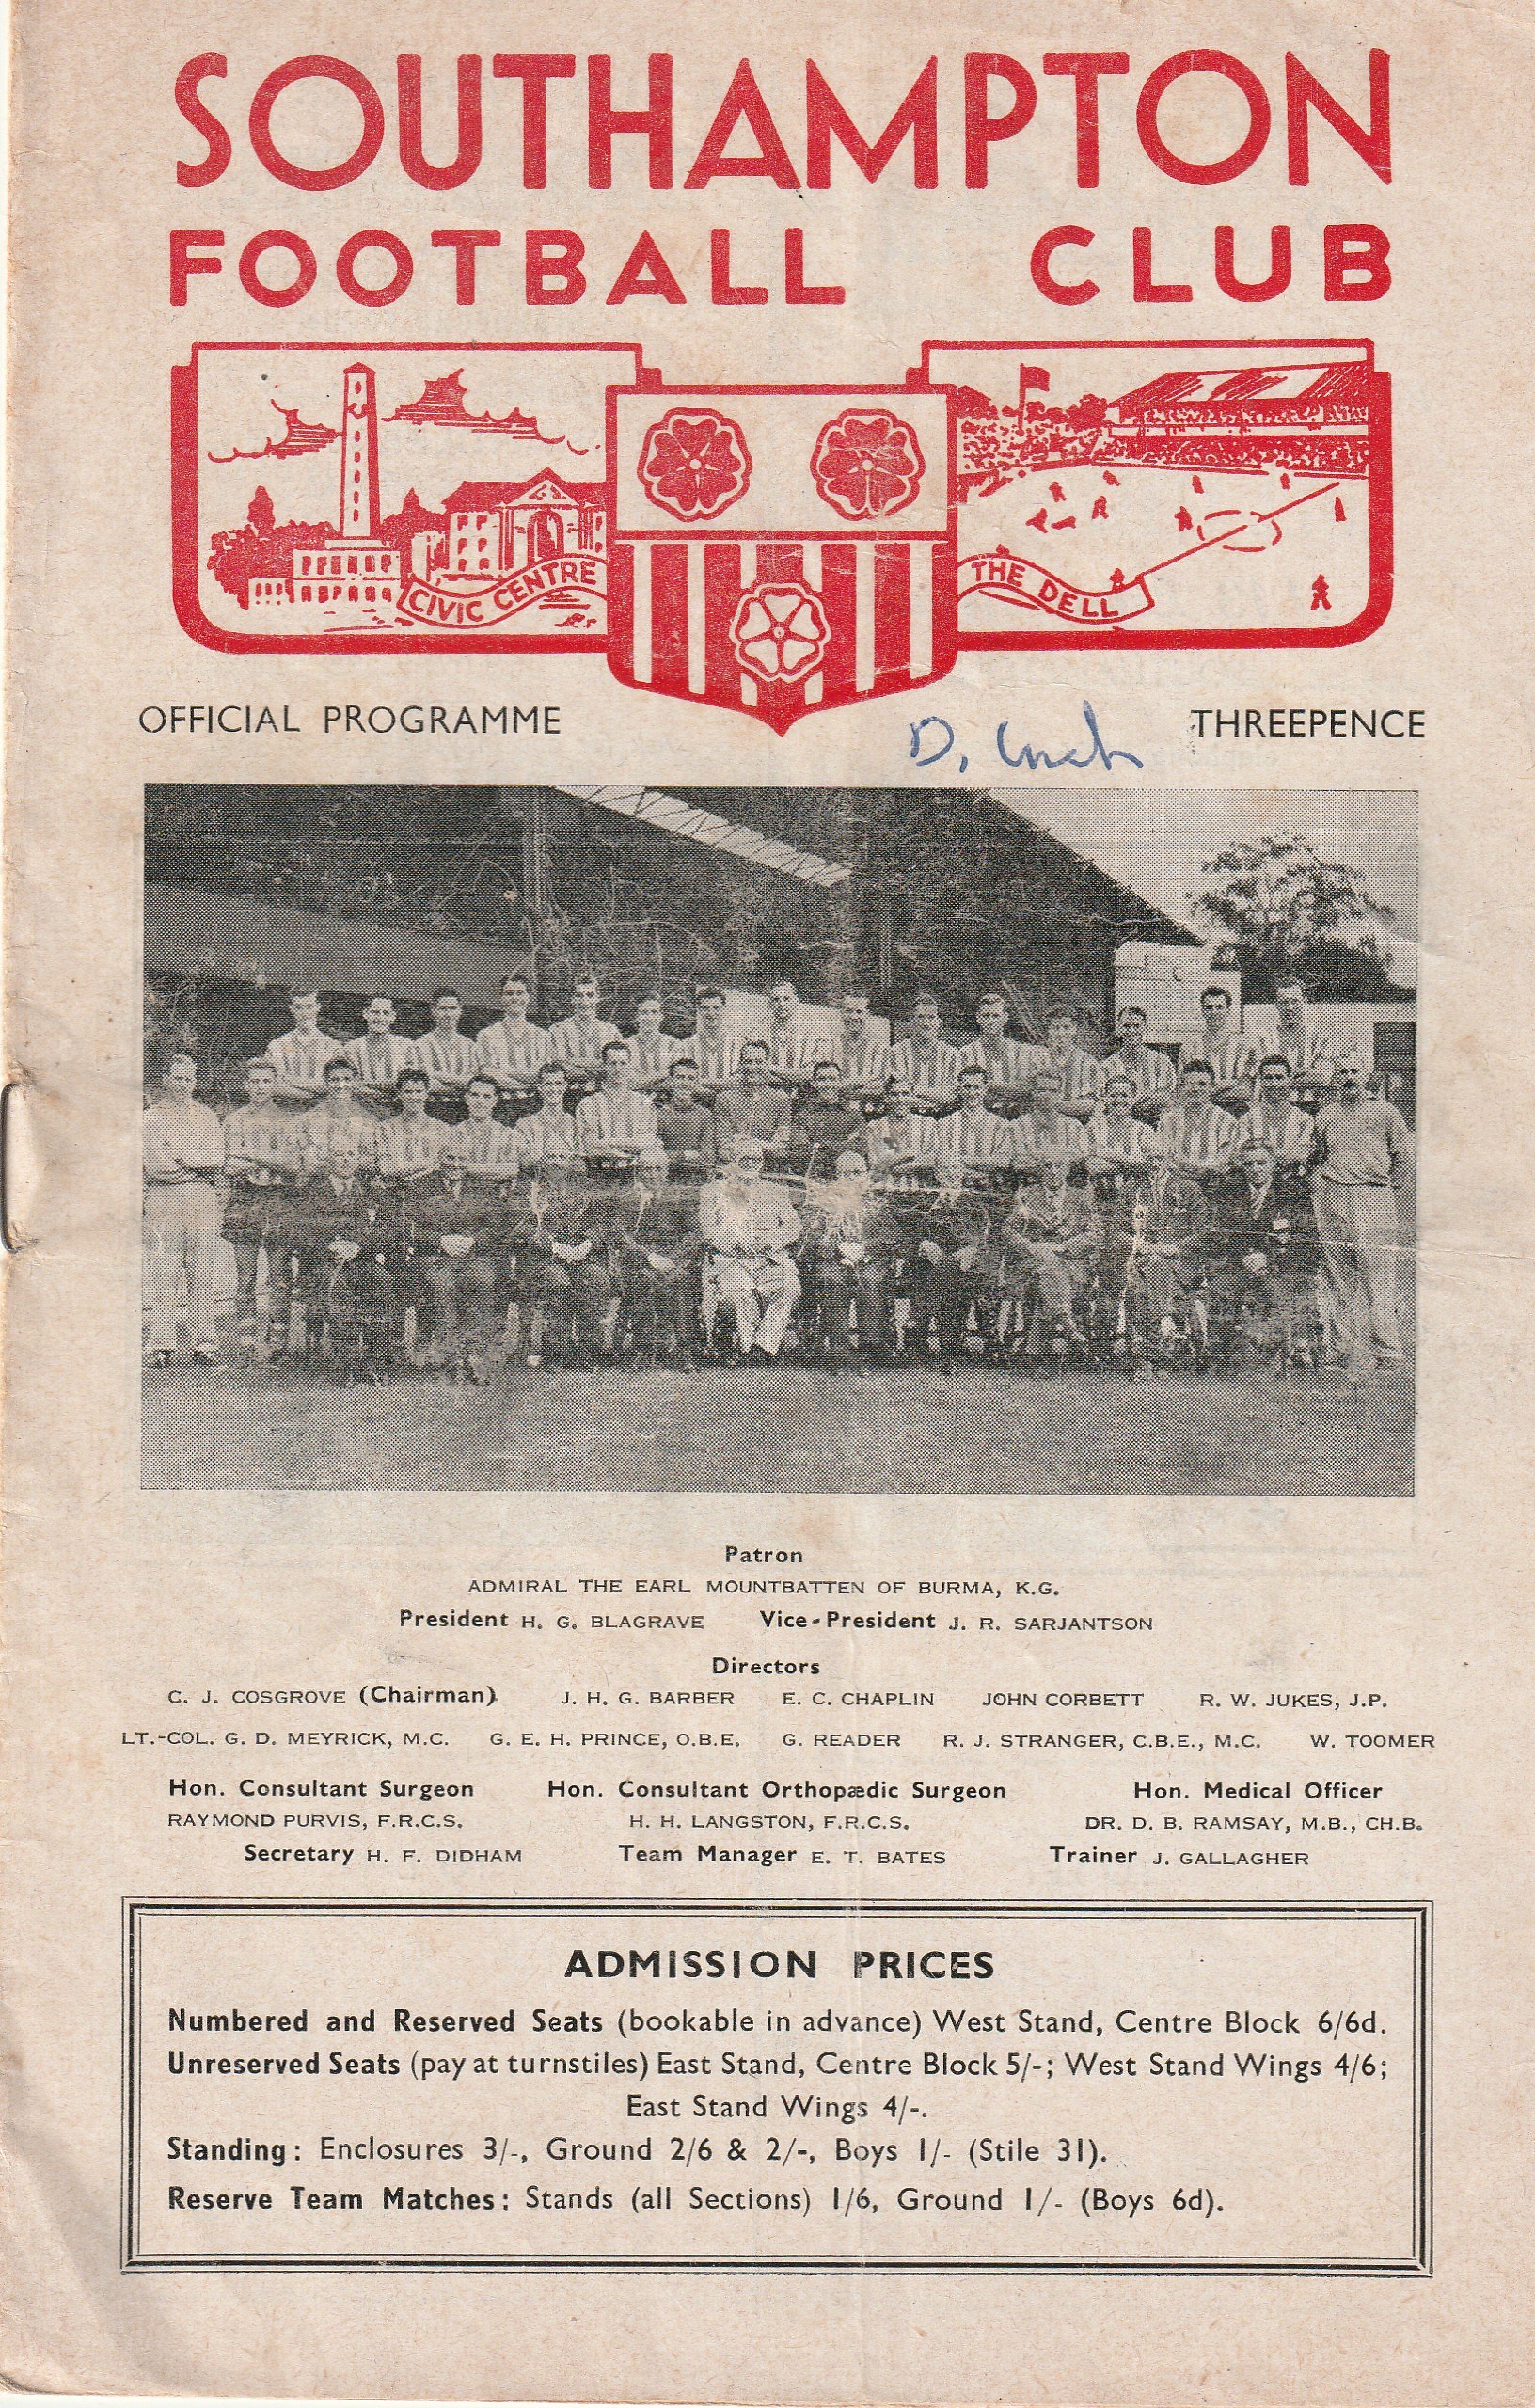 SOUTHAMPTON
FOOTBALL CLUB
CIVIC CENTRE
THE DELL
OFFICIAL PROGRAMME
THREEPENCE
D.
Patron
ADMIRAL THE EARL MOUNTBATTEN OF BURMA, K.G.
President H. G. BLAGRAVE Vice-President J. R. SARJANTSON
Directors
C. J. COSGROVE (Chairman) J. H. G. BARBER E. C. CHAPLIN JOHN CORBETT R. W. JUKES, J.P.
LT.-COL. G. D. MEYRICK, M.C. G. E. H. PRINCE, O.B.E. G. READER R. J. STRANGER, C.B.E., M.C. W. TOOMER
Hon. Consultant Surgeon Hon. Consultant Orthopædic Surgeon Hon. Medical Officer
RAYMOND PURVIS, F.R.C.S. H. H. LANGSTON, F.R.C.S. DR. D. B. RAMSAY, M.B., CH.B.
Secretary H. F. DIDHAM Team Manager E. T. BATES Trainer J. GALLAGHER
ADMISSION PRICES
Numbered and Reserved Seats (bookable in advance) West Stand, Centre Block 6/6d.
Unreserved Seats (pay at turnstiles) East Stand, Centre Block 5/-; West Stand Wings 4/6;
East Stand Wings 4/-.
Standing: Enclosures 3/-, Ground 2/6 & 2/-, Boys 1/- (Stile 31).
Reserve Team Matches: Stands (all Sections) 1/6, Ground 1/- (Boys 6d).